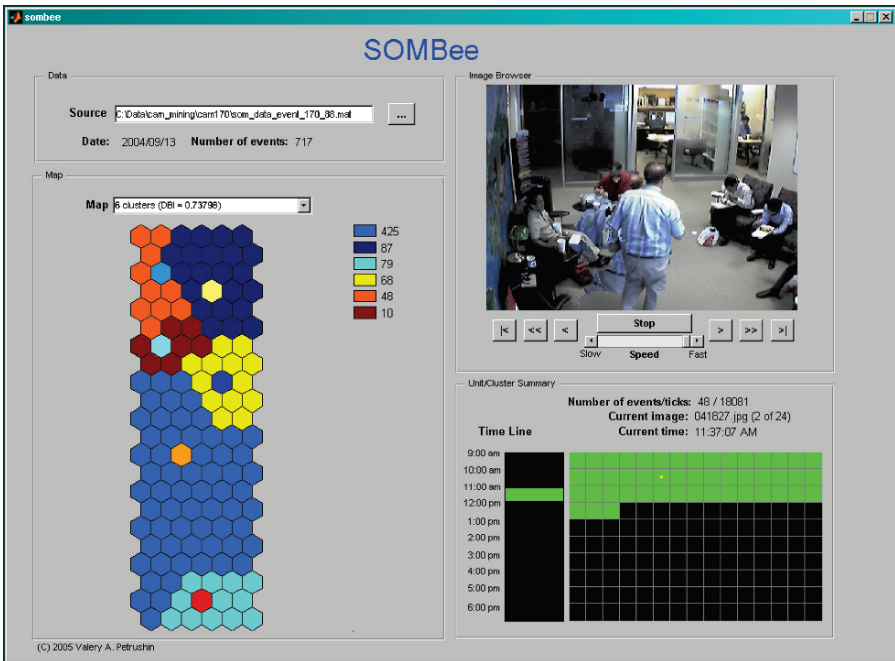 sombee
SOMBee
Data
Source C:\Data\cam_mining\cam170\som_data_event_170_88.mat ...
Date: 2004/09/13 Number of events: 717
Map
Map 6 clusters (DBI = 0.73798)
425
87
79
68
48
10
(C) 2005 Valery A. Petrushin
Image Browser
|< << < Stop > >> >|
Slow Speed Fast
Unit/Cluster Summary
Number of events/ticks: 48 / 18081
Current image: 041827.jpg (2 of 24)
Current time: 11:37:07 AM
Time Line
9:00 am
10:00 am
11:00 am
12:00 pm
1:00 pm
2:00 pm
3:00 pm
4:00 pm
5:00 pm
6:00 pm